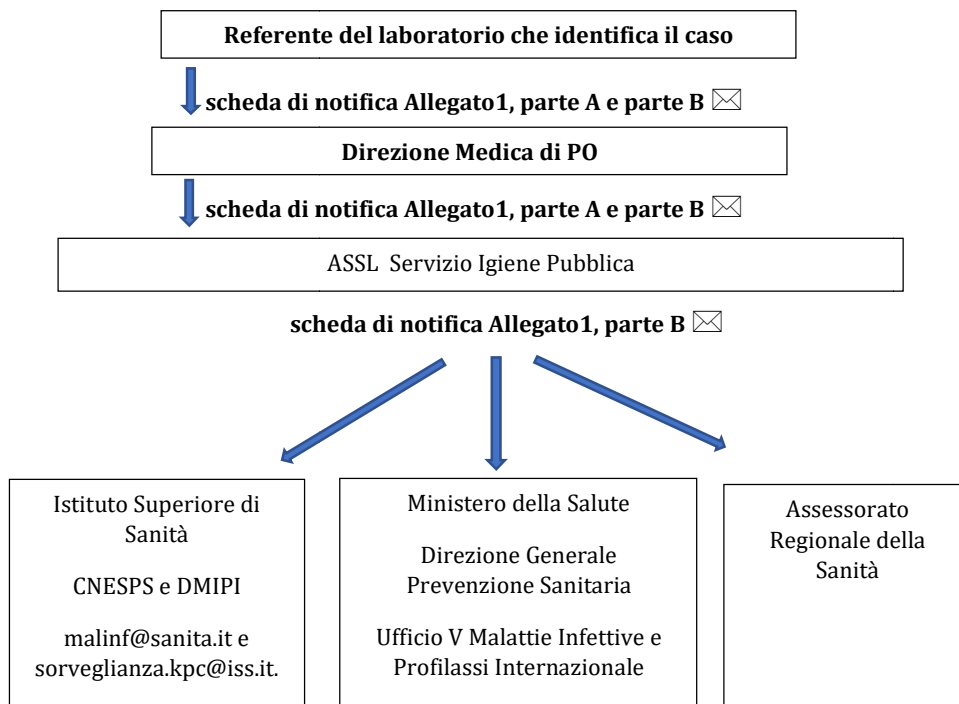 Referente del laboratorio che identifica il caso
scheda di notifica Allegato1, parte A e parte B
Direzione Medica di PO
scheda di notifica Allegato1, parte A e parte B
ASSL Servizio Igiene Pubblica
scheda di notifica Allegato1, parte B
Istituto Superiore di
Sanità
CNESPS e DMIPI
malinf@sanita.it e
sorveglianza.kpc@iss.it.
Ministero della Salute
Direzione Generale
Prevenzione Sanitaria
Ufficio V Malattie Infettive e
Profilassi Internazionale
Assessorato
Regionale della
Sanità